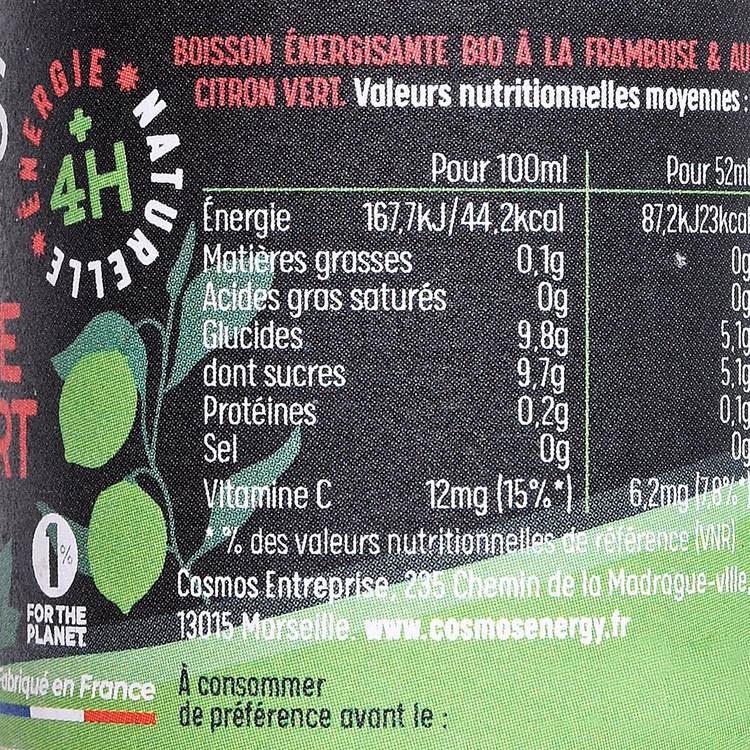 BOISSON ÉNERGISANTE BIO À LA FRAMBOISE & AU
CITRON VERT. Valeurs nutritionnelles moyennes :
ÉNERGIE NATURELLE
+
4H
Pour 100ml Pour 52ml
Énergie 167,7kJ/44,2kcal 87,2kJ23kcal
Matières grasses 0,1g 0g
Acides gras saturés 0g 0g
Glucides 9.8g 5,1g
dont sucres 9,7g 5,1g
Protéines 0,2g 0,1g
Sel 0g 0g
Vitamine C 12mg (15%*) 6,2mg (7,8%*
* % des valeurs nutritionnelles de référence (VNR)
E
RT
Cosmos Entreprise, 235 Chemin de la Madrague-ville,
13015 Marseille. www.cosmosenergy.fr
1%
FOR THE
PLANET
Fabriqué en France
À consommer
de préférence avant le :